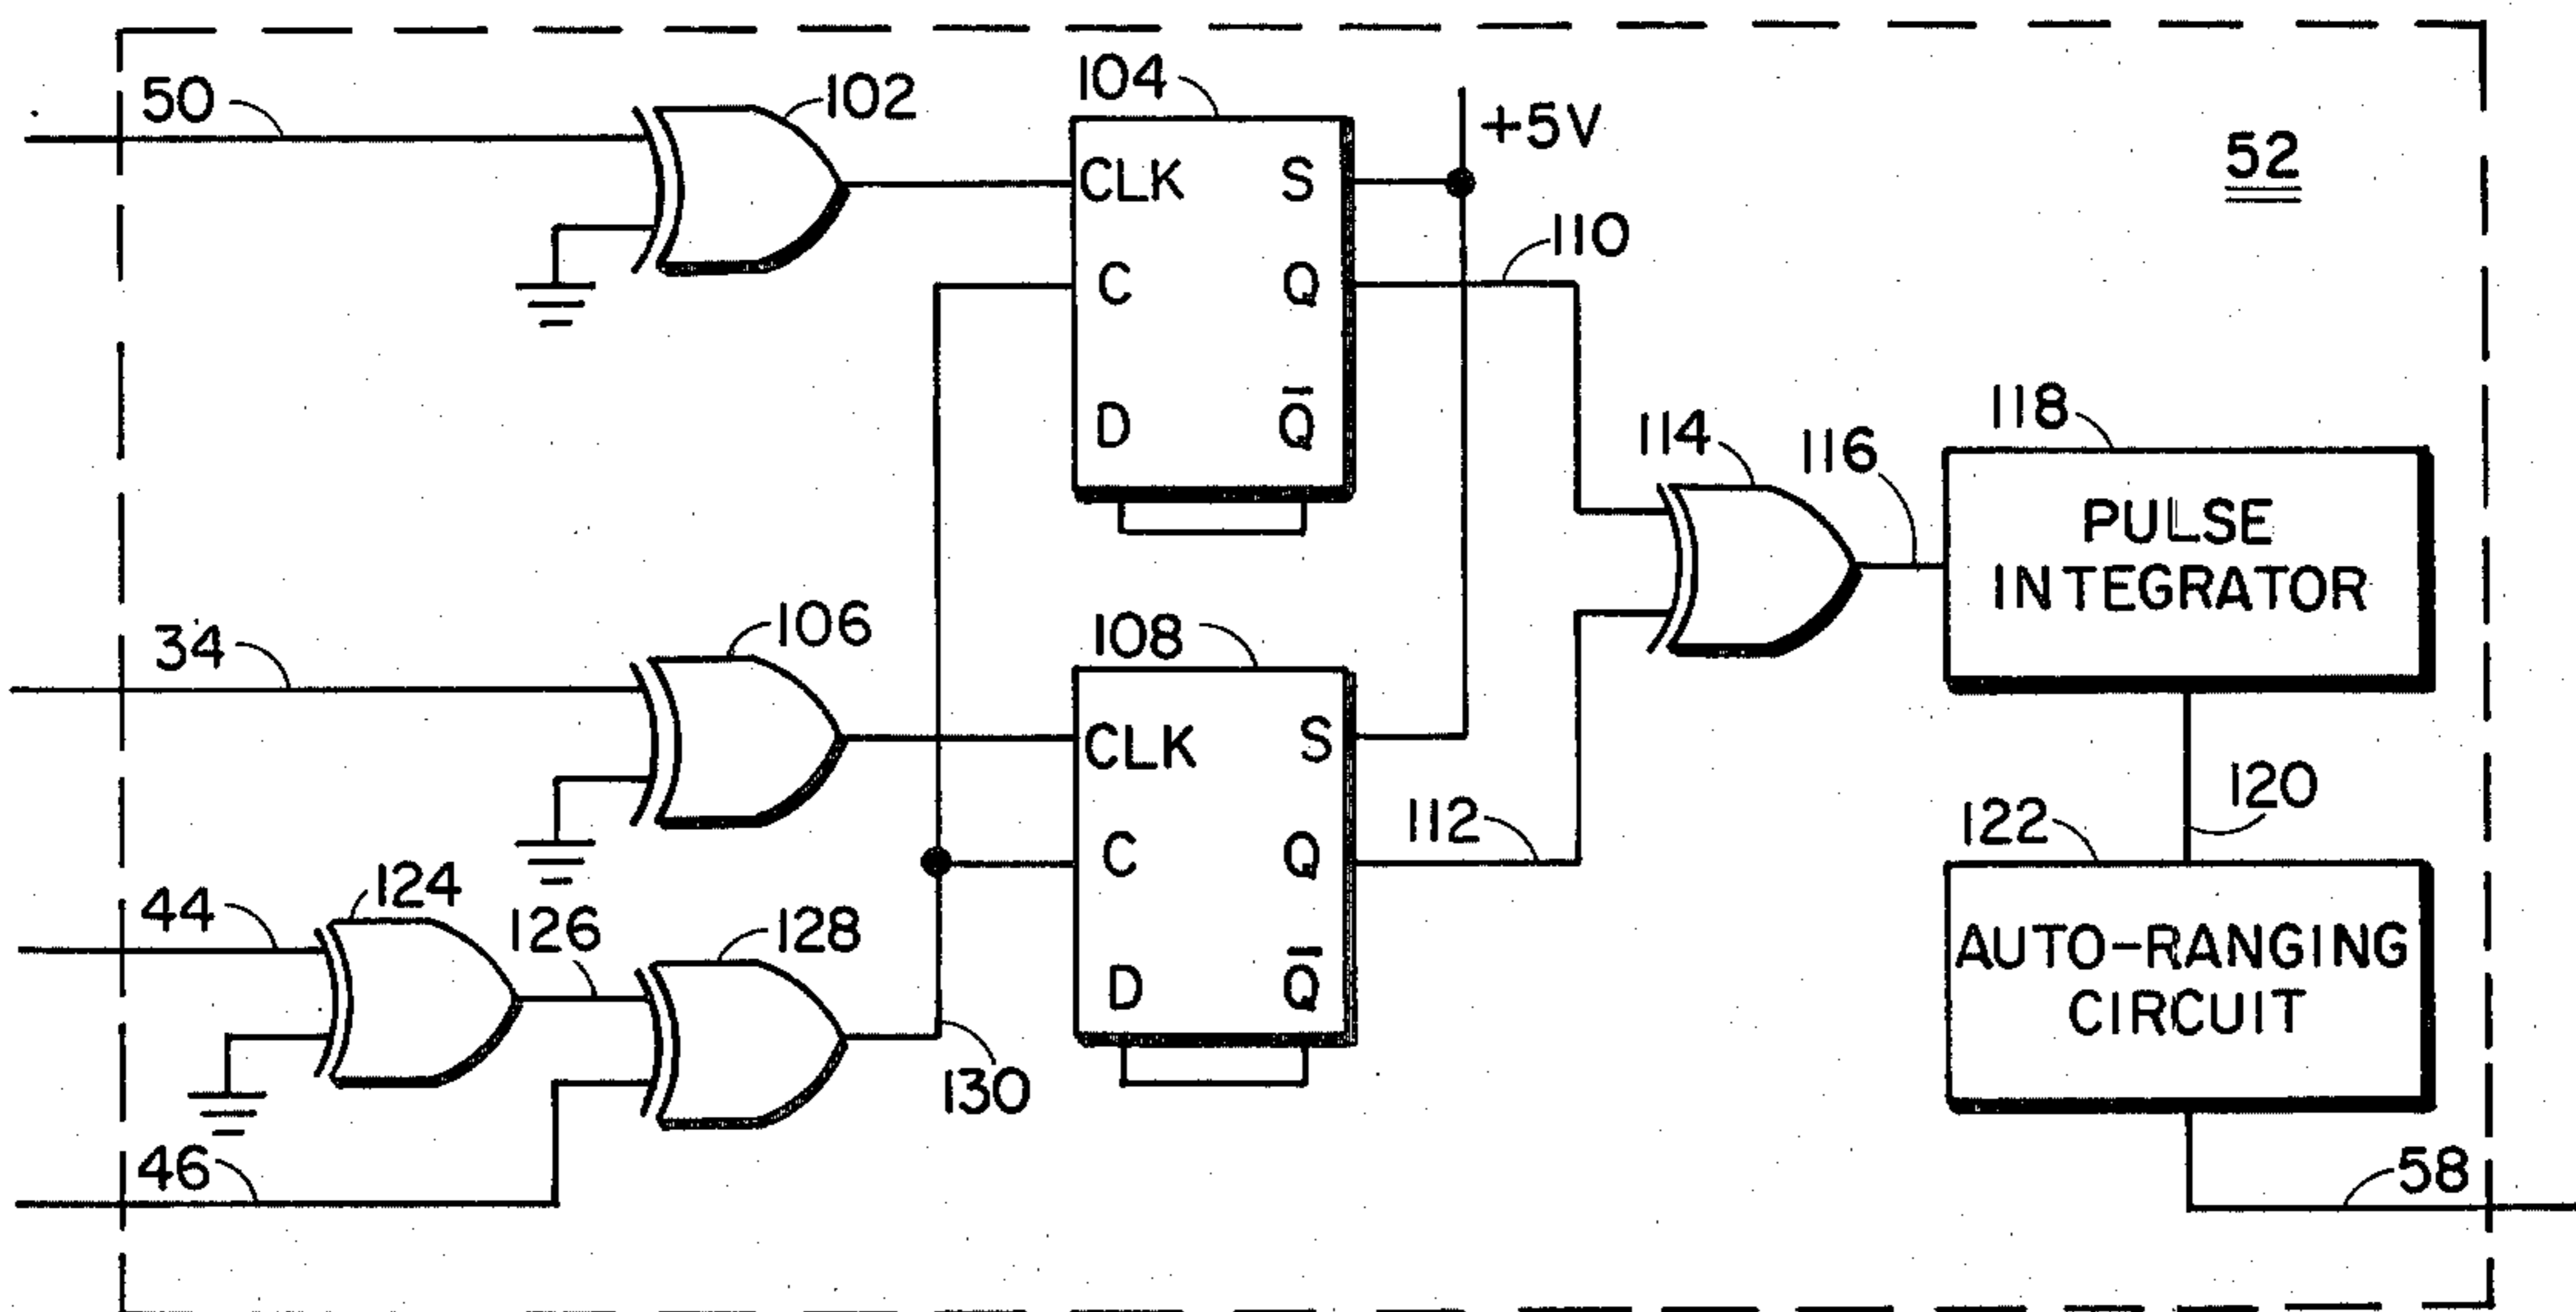 50
102
104
+5V
52
CLK
S
110
C
Q
D
Q̅
114
116
118
PULSE
INTEGRATOR
34
106
108
CLK
S
120
112
122
C
Q
44
124
126
128
AUTO-RANGING
CIRCUIT
D
Q̅
130
46
58